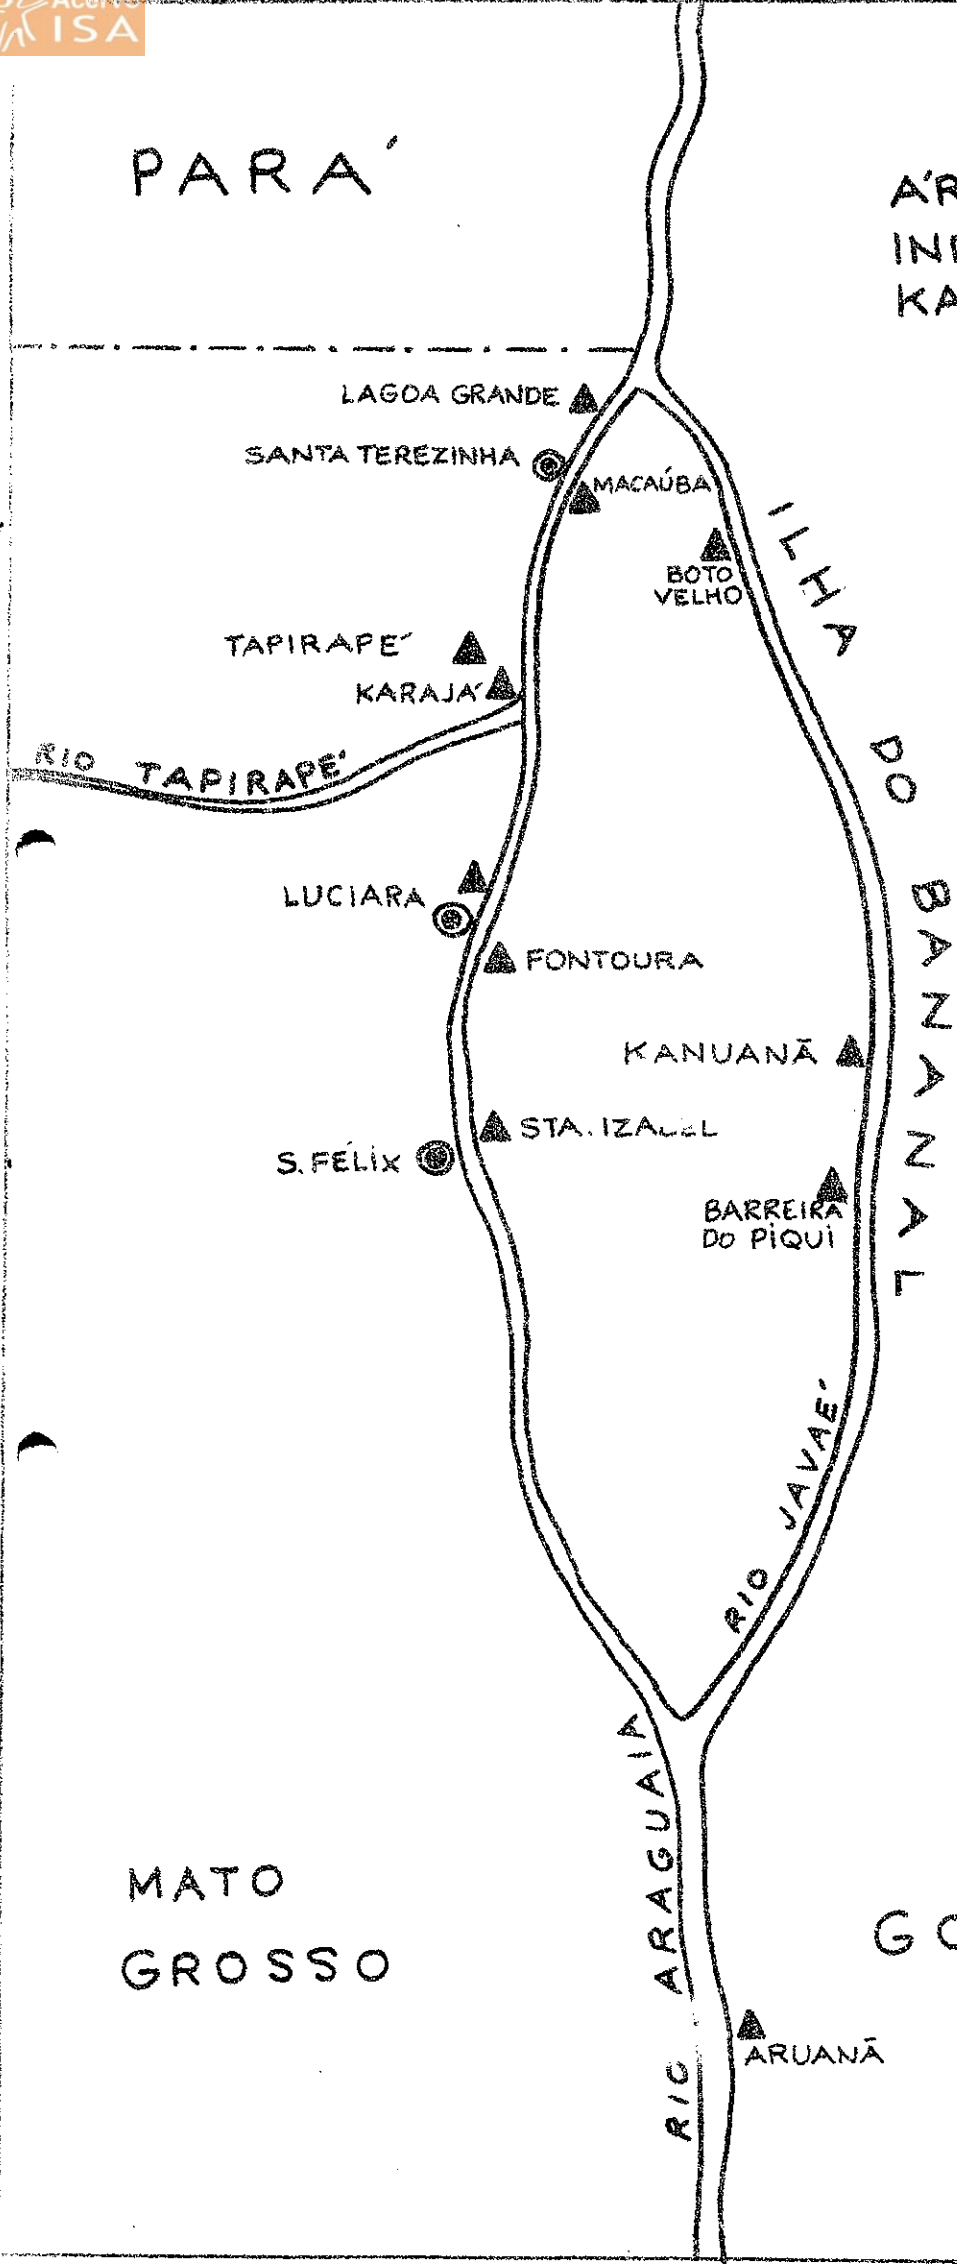 ISA
PARÁ
LAGOA GRANDE
SANTA TEREZINHA
MACAÚBA
BOTO
VELHO
ILHA DO BANANAL
TAPIRAPÉ
KARAJÁ
RIO TAPIRAPÉ
LUCIARA
FONTOURA
KANUANÃ
STA.
S. FÉLIX
BARREIRA
DO PIQUI
RIO JAVAÉ
RIO ARAGUAIA
MATO
GROSSO
ARUANÃ